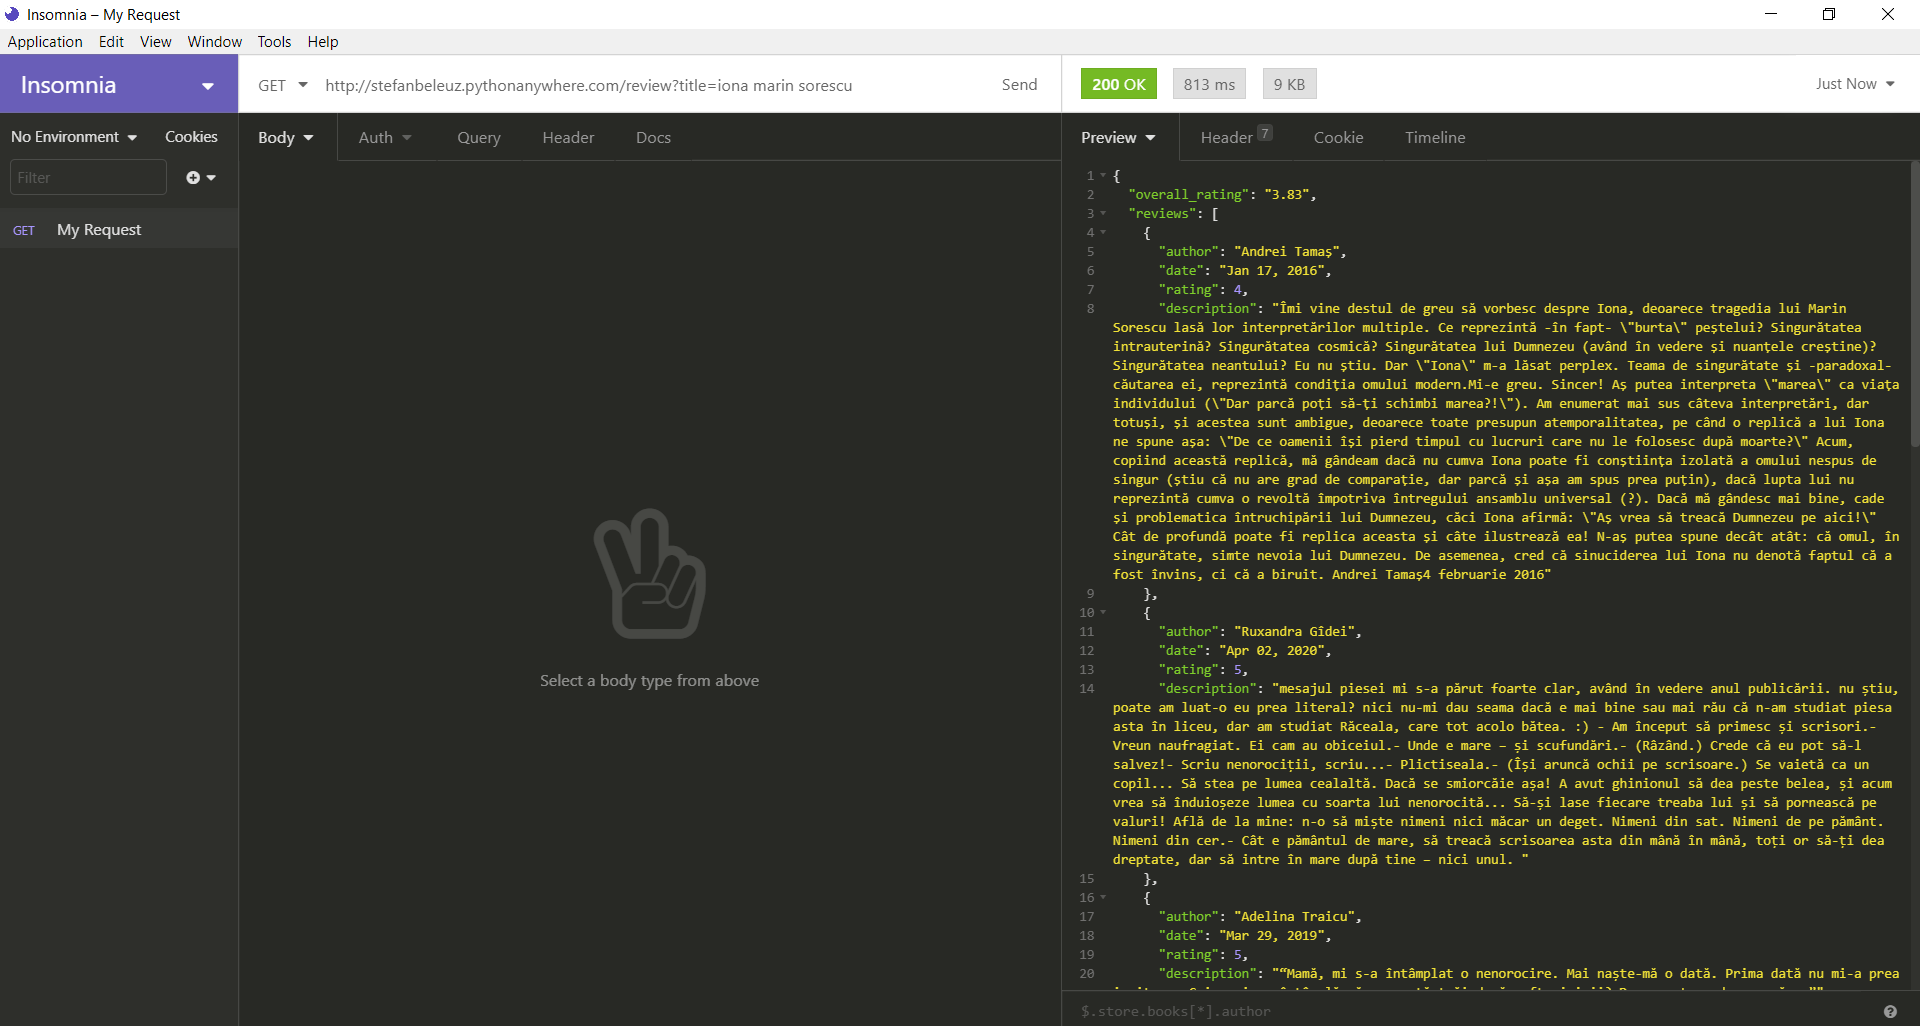 Insomnia – My Request
Application Edit View Window Tools Help
Insomnia
GET http://stefanbeleuz.pythonanywhere.com/review?title=iona marin sorescu Send
200 OK 813 ms 9 KB Just Now
No Environment Cookies
Body Auth Query Header Docs
Preview Header 7 Cookie Timeline
Filter
GET My Request
Select a body type from above
1 {
2 "overall_rating": "3.83",
3 "reviews": [
4 {
5 "author": "Andrei Tamaş",
6 "date": "Jan 17, 2016",
7 "rating": 4,
8 "description": "Îmi vine destul de greu să vorbesc despre Iona, deoarece tragedia lui Marin
Sorescu lasă lor interpretărilor multiple. Ce reprezintă -în fapt- \"burta\" peştelui? Singurătatea
intrauterină? Singurătatea cosmică? Singurătatea lui Dumnezeu (având în vedere şi nuanţele creştine)?
Singurătatea neantului? Eu nu ştiu. Dar \"Iona\" m-a lăsat perplex. Teama de singurătate şi -paradoxal-
căutarea ei, reprezintă condiţia omului modern.Mi-e greu. Sincer! Aş putea interpreta \"marea\" ca viaţa
individului (\"Dar parcă poţi să-ţi schimbi marea?!\"). Am enumerat mai sus câteva interpretări, dar
totuşi, şi acestea sunt ambigue, deoarece toate presupun atemporalitatea, pe când o replică a lui Iona
ne spune aşa: \"De ce oamenii îşi pierd timpul cu lucruri care nu le folosesc după moarte?\" Acum,
copiind această replică, mă gândeam dacă nu cumva Iona poate fi conştiinţa izolată a omului nespus de
singur (ştiu că nu are grad de comparaţie, dar parcă şi aşa am spus prea puţin), dacă lupta lui nu
reprezintă cumva o revoltă împotriva întregului ansamblu universal (?). Dacă mă gândesc mai bine, cade
şi problematica întruchipării lui Dumnezeu, căci Iona afirmă: \"Aş vrea să treacă Dumnezeu pe aici!\"
Cât de profundă poate fi replica aceasta şi câte ilustrează ea! N-aş putea spune decât atât: că omul, în
singurătate, simte nevoia lui Dumnezeu. De asemenea, cred că sinuciderea lui Iona nu denotă faptul că a
fost învins, ci că a biruit. Andrei Tamaş4 februarie 2016"
9 },
10 {
11 "author": "Ruxandra Gîdei",
12 "date": "Apr 02, 2020",
13 "rating": 5,
14 "description": "mesajul piesei mi s-a părut foarte clar, având în vedere anul publicării. nu știu,
poate am luat-o eu prea literal? nici nu-mi dau seama dacă e mai bine sau mai rău că n-am studiat piesa
asta în liceu, dar am studiat Răceala, care tot acolo bătea. :) - Am început să primesc și scrisori.-
Vreun naufragiat. Ei cam au obiceiul.- Unde e mare – și scufundări.- (Râzând.) Crede că eu pot să-l
salvez!- Scriu nenorociții, scriu...- Plictiseala.- (Își aruncă ochii pe scrisoare.) Se vaietă ca un
copil... Să stea pe lumea cealaltă. Dacă se smiorcăie așa! A avut ghinionul să dea peste belea, și acum
vrea să înduioșeze lumea cu soarta lui nenorocită... Să-și lase fiecare treaba lui și să pornească pe
valuri! Află de la mine: n-o să miște nimeni nici măcar un deget. Nimeni din sat. Nimeni de pe pământ.
Nimeni din cer.- Cât e pământul de mare, să treacă scrisoarea asta din mână în mână, toți or să-ți dea
dreptate, dar să intre în mare după tine – nici unul. "
15 },
16 {
17 "author": "Adelina Traicu",
18 "date": "Mar 29, 2019",
19 "rating": 5,
20 "description": "“Mamă, mi s-a întâmplat o nenorocire. Mai naște-mă o dată. Prima dată nu mi-a prea
$.store.books[*].author